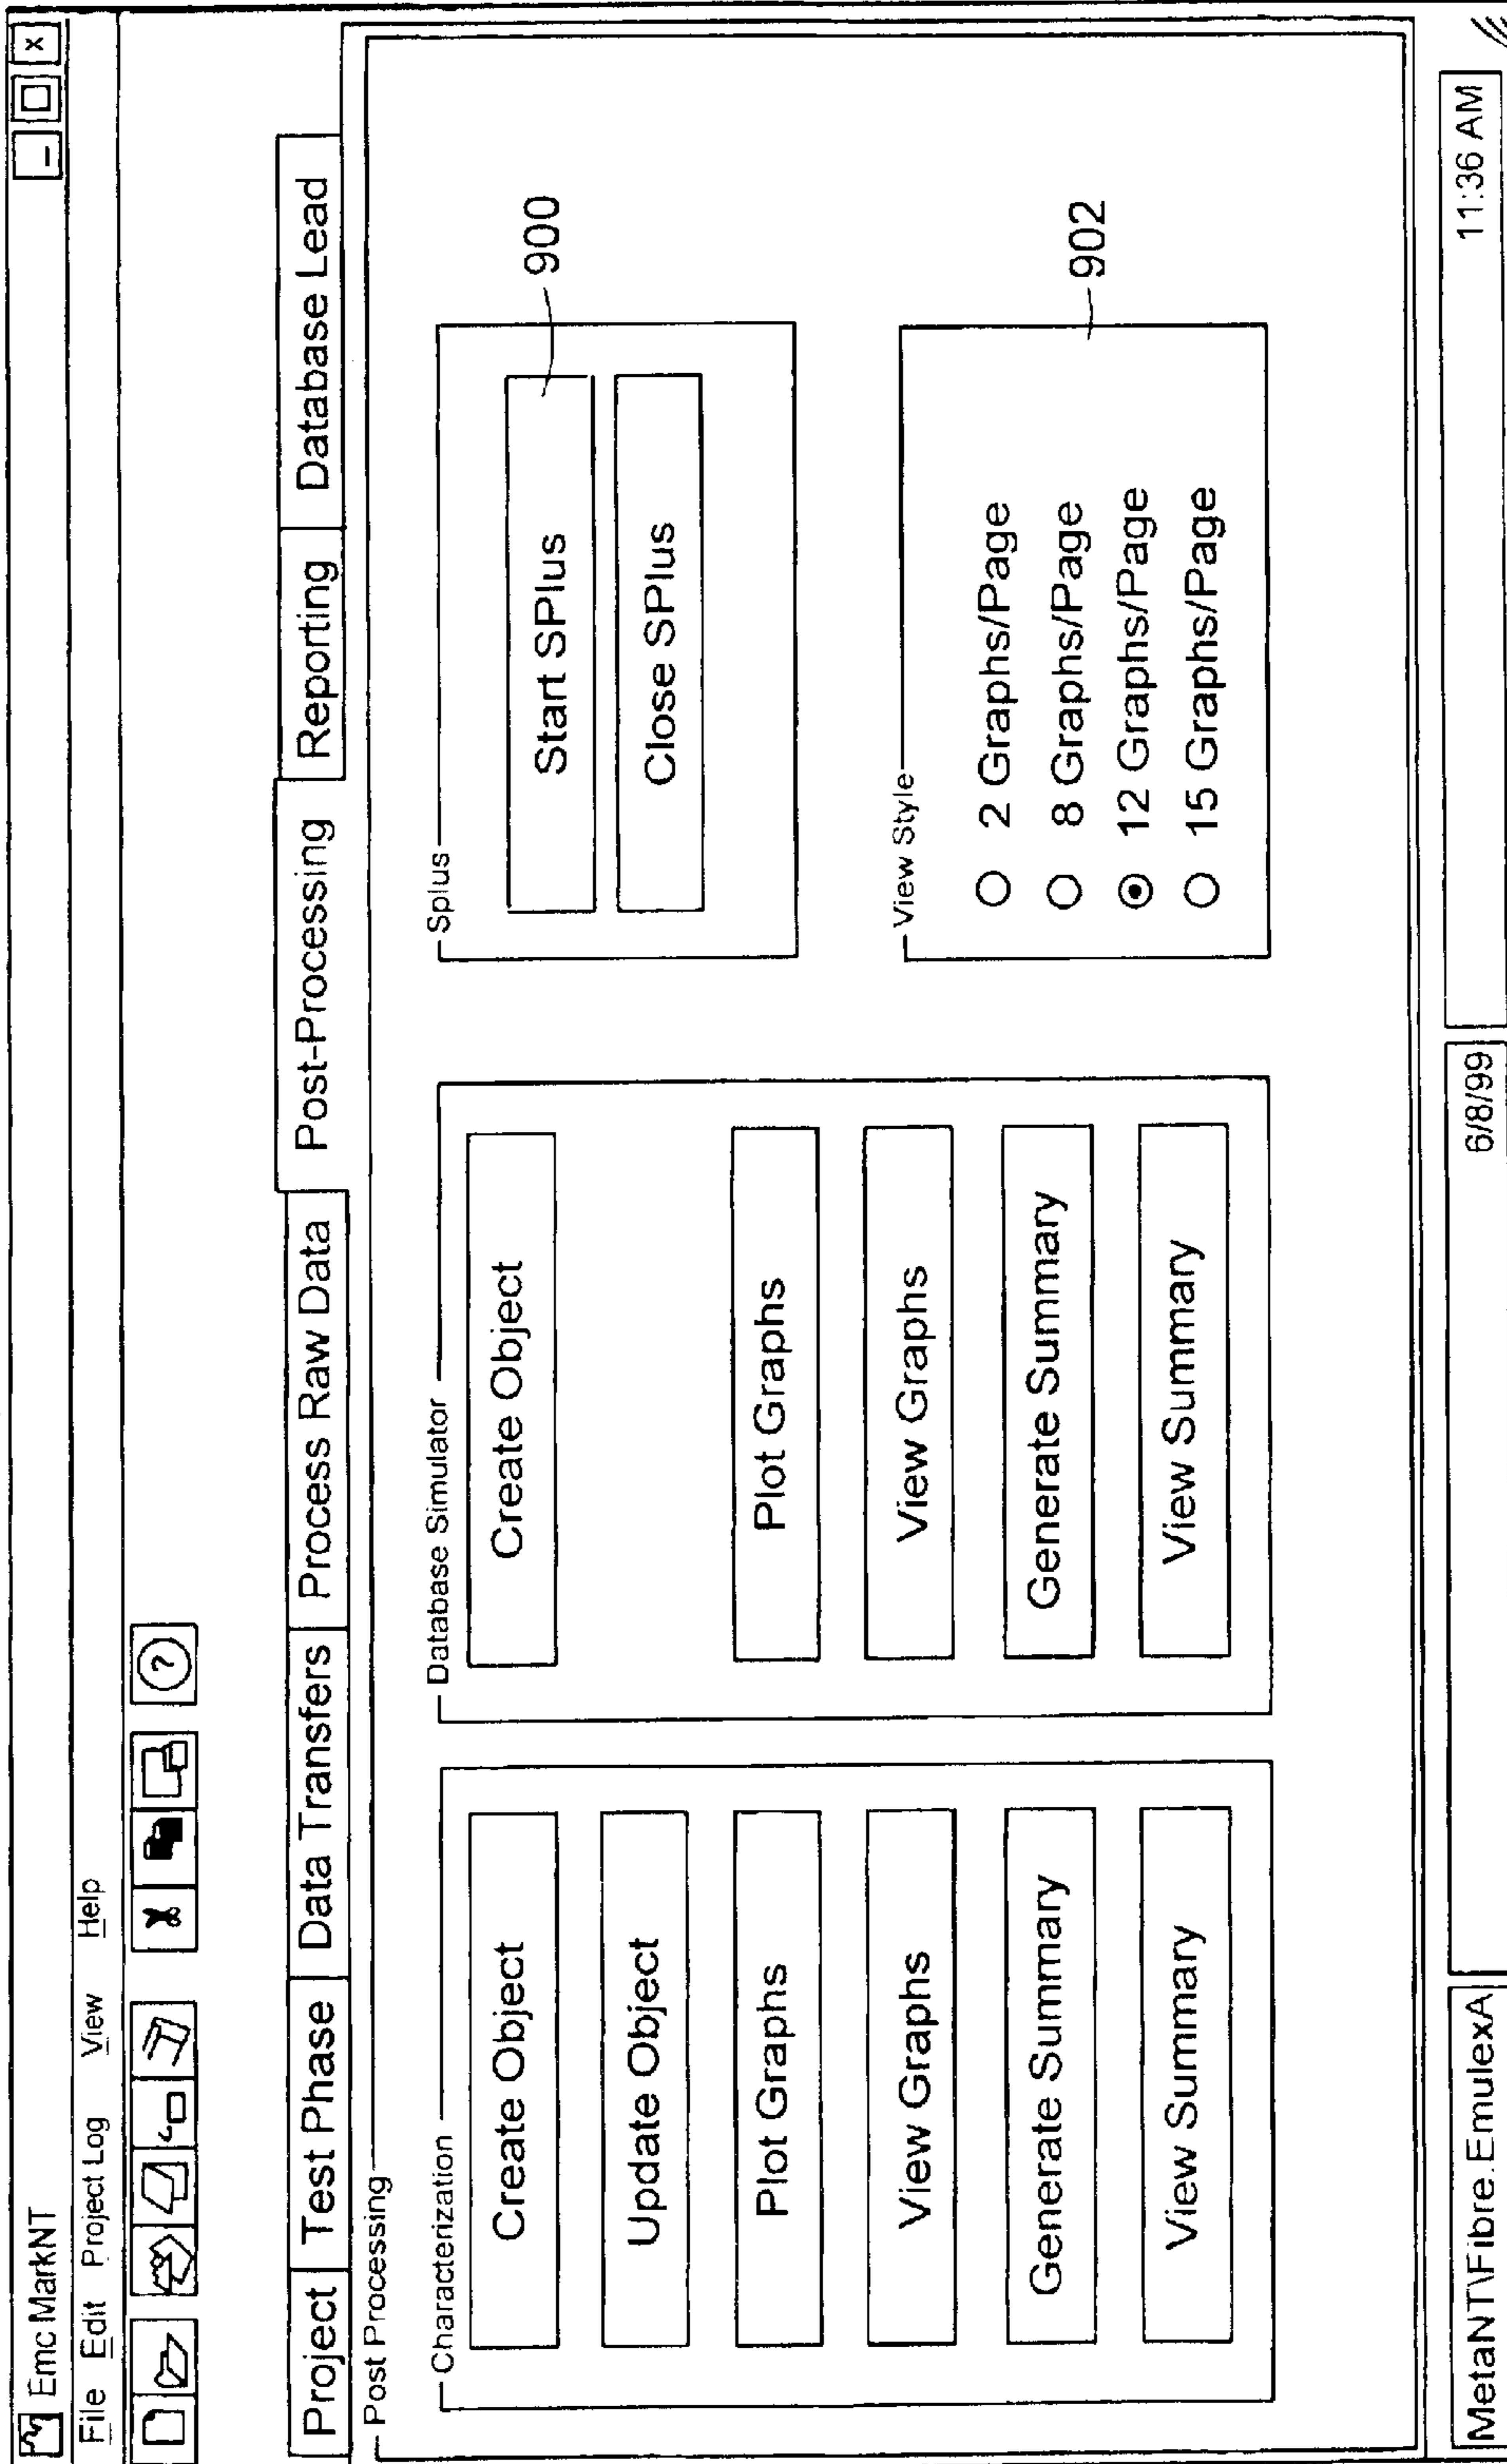 Emc MarkNT
File Edit Project Log View Help
?
Project Test Phase Data Transfers Process Raw Data Post-Processing Reporting Database Lead
Post Processing
Characterization
Create Object
Update Object
Plot Graphs
View Graphs
Generate Summary
View Summary
Database Simulator
Create Object
Plot Graphs
View Graphs
Generate Summary
View Summary
Splus
Start SPlus
Close SPlus
900
View Style
2 Graphs/Page
8 Graphs/Page
12 Graphs/Page
15 Graphs/Page
902
MetaNT\Fibre.EmulexA 6/8/99 11:36 AM